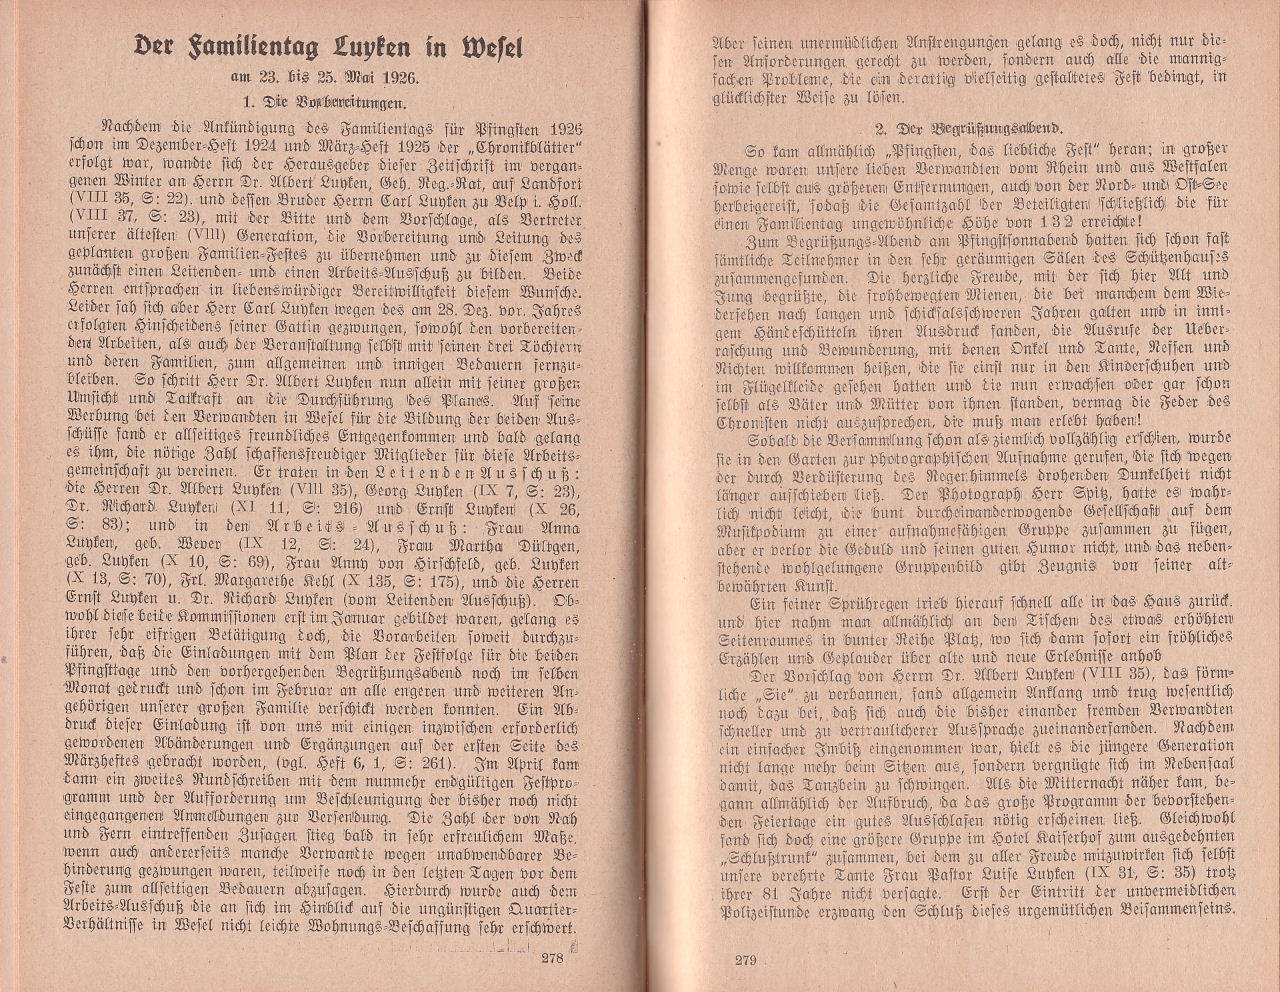 Der Familientag Luyken in Wesel
am 23. bis 25. Mai 1926.
1. Die Vorbereitungen.
Nachdem die Ankündigung des Familientags für Pfingsten 1926
schon im Dezember-Heft 1924 und März-Heft 1925 der „Chronikblätter“
erfolgt war, wandte sich der Herausgeber dieser Zeitschrift im vergan-
genen Winter an Herrn Dr. Albert Luyken, Geh. Reg.-Rat, auf Landfort
(VIII 35, S: 22). und dessen Bruder Herrn Carl Luyken zu Velp i. Holl.
(VIII 37, S: 23), mit der Bitte und dem Vorschlage, als Vertreter
unserer ältesten (VIII) Generation, die Vorbereitung und Leitung des
geplanten großen Familien-Festes zu übernehmen und zu diesem Zweck
zunächst einen Leitenden- und einen Arbeits-Ausschuß zu bilden. Beide
Herren entsprachen in liebenswürdiger Bereitwilligkeit diesem Wunsche.
Leider sah sich aber Herr Carl Luyken wegen des am 28. Dez. vor. Jahres
erfolgten Hinscheidens seiner Gattin gezwungen, sowohl den vorbereiten-
den Arbeiten, als auch der Veranstaltung selbst mit seinen drei Töchtern
und deren Familien, zum allgemeinen und innigen Bedauern fernzu-
bleiben. So schritt Herr Dr. Albert Luyken nun allein mit seiner großen
Umsicht und Tatkraft an die Durchführung des Planes. Auf seine
Werbung bei den Verwandten in Wesel für die Bildung der beiden Aus-
schüsse fand er allseitiges freundliches Entgegenkommen und bald gelang
es ihm, die nötige Zahl schaffensfreudiger Mitglieder für diese Arbeits-
gemeinschaft zu vereinen. Er traten in den Leitenden Ausschuß:
die Herren Dr. Albert Luyken (VIII 35), Georg Luyken (IX 7, S: 23),
Dr. Richard Luyken (XI 11, S: 216) und Ernst Luyken (X 26,
S: 83); und in den Arbeits-Ausschuß: Frau Anna
Luyken, geb. Wever (IX 12, S: 24), Frau Martha Dültgen,
geb. Luyken (X 10, S: 69), Frau Anny von Hirschfeld, geb. Luyken
(X 13, S: 70), Frl. Margarethe Kehl (X 135, S: 175), und die Herren
Ernst Luyken u. Dr. Richard Luyken (vom Leitenden Ausschuß). Ob-
wohl diese beide Kommissionen erst im Januar gebildet waren, gelang es
ihrer sehr eifrigen Betätigung doch, die Vorarbeiten soweit durchzu-
führen, daß die Einladungen mit dem Plan der Festfolge für die beiden
Pfingsttage und den vorhergehenden Begrüßungsabend noch im selben
Monat gedruckt und schon im Februar an alle engeren und weiteren An-
gehörigen unserer großen Familie verschickt werden konnten. Ein Ab-
druck dieser Einladung ist von uns mit einigen inzwischen erforderlich
gewordenen Abänderungen und Ergänzungen auf der ersten Seite des
Märzheftes gebracht worden, (vgl. Heft 6, 1, S: 261). Im April kam
dann ein zweites Rundschreiben mit dem nunmehr endgültigen Festpro-
gramm und der Aufforderung um Beschleunigung der bisher noch nicht
eingegangenen Anmeldungen zur Versendung. Die Zahl der von Nah
und Fern eintreffenden Zusagen stieg bald in sehr erfreulichem Maße,
wenn auch andererseits manche Verwandte wegen unabwendbarer Be-
hinderung gezwungen waren, teilweise noch in den letzten Tagen vor dem
Feste zum allseitigen Bedauern abzusagen. Hierdurch wurde auch dem
Arbeits-Ausschuß die an sich im Hinblick auf die ungünstigen Quartier-
Verhältnisse in Wesel nicht leichte Wohnungs-Beschaffung sehr erschwert.
278
Aber seinen unermüdlichen Anstrengungen gelang es doch, nicht nur die-
sen Anforderungen gerecht zu werden, sondern auch alle die mannig-
fachen Probleme, die ein derartig vielseitig gestaltetes Fest bedingt, in
glücklichster Weise zu lösen.
2. Der Begrüßungsabend.
So kam allmählich „Pfingsten, das liebliche Fest“ heran; in großer
Menge waren unsere lieben Verwandten vom Rhein und aus Westfalen
sowie selbst aus größeren Entfernungen, auch von der Nord- und Ost-See
herbeigereist, sodaß die Gesamtzahl der Beteiligten schließlich die für
einen Familientag ungewöhnliche Höhe von 132 erreichte!
Zum Begrüßungs-Abend am Pfingstsonnabend hatten sich schon fast
sämtliche Teilnehmer in den sehr geräumigen Sälen des Schützenhauses
zusammengefunden. Die herzliche Freude, mit der sich hier Alt und
Jung begrüßte, die frohbewegten Mienen, die bei manchem dem Wie-
dersehen nach langen und schicksalsschweren Jahren galten und in inni-
gem Händeschütteln ihren Ausdruck fanden, die Ausrufe der Ueber-
raschung und Bewunderung, mit denen Onkel und Tante, Neffen und
Nichten willkommen heißen, die sie einst nur in den Kinderschuhen und
im Flügelkleide gesehen hatten und die nun erwachsen oder gar schon
selbst als Väter und Mütter von ihnen standen, vermag die Feder des
Chronisten nicht auszusprechen, die muß man erlebt haben!
Sobald die Versammlung schon als ziemlich vollzählig erschien, wurde
sie in den Garten zur photographischen Aufnahme gerufen, die sich wegen
der durch Verdüsterung des Regenhimmels drohenden Dunkelheit nicht
länger aufschieben ließ. Der Photograph Herr Spitz, hatte es wahr-
lich nicht leicht, die bunt durcheinanderwogende Gesellschaft auf dem
Musikpodium zu einer aufnahmefähigen Gruppe zusammen zu fügen,
aber er verlor die Geduld und seinen guten Humor nicht, und das neben-
stehende wohlgelungene Gruppenbild gibt Zeugnis von seiner alt-
bewährten Kunst.
Ein feiner Sprühregen trieb hierauf schnell alle in das Haus zurück,
und hier nahm man allmählich an den Tischen des etwas erhöhten
Seitenraumes in bunter Reihe Platz, wo sich dann sofort ein fröhliches
Erzählen und Geplauder über alte und neue Erlebnisse anhob
Der Vorschlag von Herrn Dr. Albert Luyken (VIII 35), das förm-
liche „Sie“ zu verbannen, fand allgemein Anklang und trug wesentlich
noch dazu bei, daß sich auch die bisher einander fremden Verwandten
schneller und zu vertraulicherer Aussprache zueinanderfanden. Nachdem
ein einfacher Imbiß eingenommen war, hielt es die jüngere Generation
nicht lange mehr beim Sitzen aus, sondern vergnügte sich im Nebensaal
damit, das Tanzbein zu schwingen. Als die Mitternacht näher kam, be-
gann allmählich der Aufbruch, da das große Programm der bevorstehen-
den Feiertage ein gutes Ausschlafen nötig erscheinen ließ. Gleichwohl
fand sich doch eine größere Gruppe im Hotel Kaiserhof zum ausgedehnten
„Schlußtrunk“ zusammen, bei dem zu aller Freude mitzuwirken sich selbst
unsere verehrte Tante Frau Pastor Luise Luyken (IX 31, S: 35) trotz
ihrer 81 Jahre nicht versagte. Erst der Eintritt der unvermeidlichen
Polizeistunde erzwang den Schluß dieses urgemütlichen Beisammenseins.
279